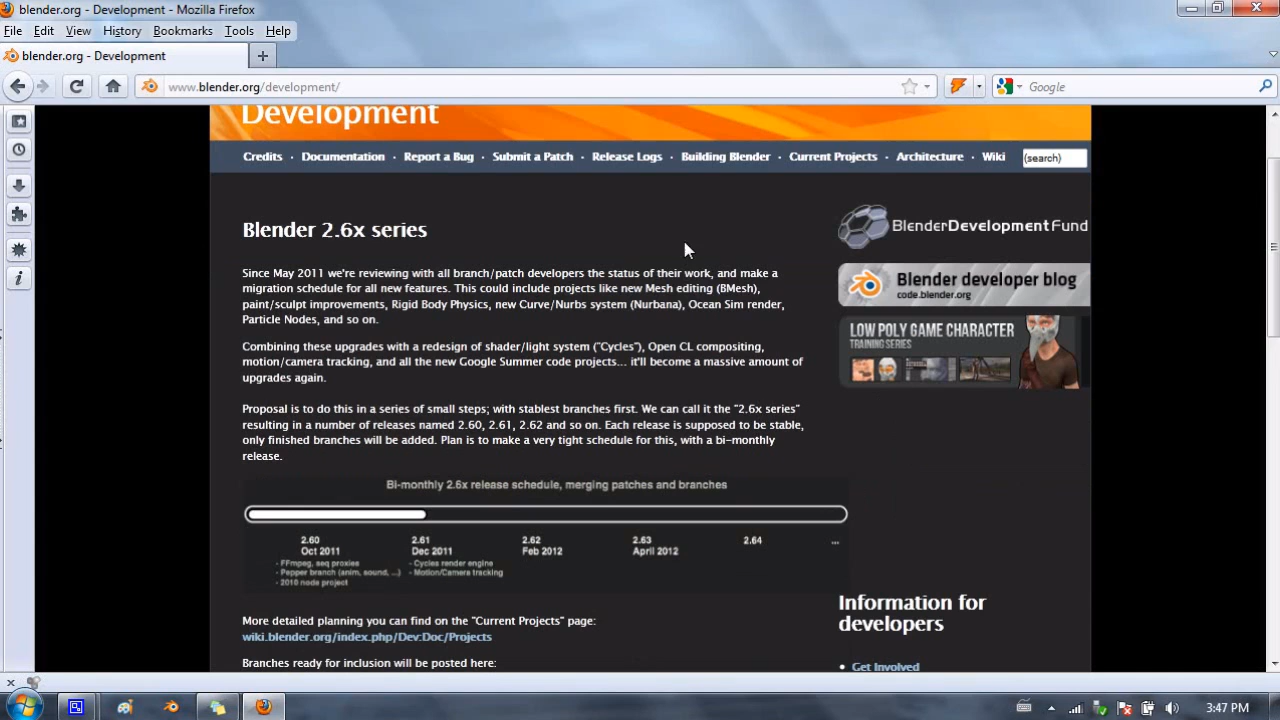 blender.org - Development - Mozilla Firefox
File Edit View History Bookmarks Tools Help
blender.org - Development
www.blender.org/development/
Google
Development
Credits · Documentation · Report a Bug · Submit a Patch · Release Logs · Building Blender · Current Projects · Architecture · Wiki (search)
Blender 2.6x series
BlenderDevelopmentFund
Since May 2011 we're reviewing with all branch/patch developers the status of their work, and make a
migration schedule for all new features. This could include projects like new Mesh editing (BMesh),
paint/sculpt improvements, Rigid Body Physics, new Curve/Nurbs system (Nurbana), Ocean Sim render,
Particle Nodes, and so on.
Blender developer blog
code.blender.org
Combining these upgrades with a redesign of shader/light system ("Cycles"), Open CL compositing,
motion/camera tracking, and all the new Google Summer code projects... it'll become a massive amount of
upgrades again.
LOW POLY GAME CHARACTER
TRAINING SERIES
Proposal is to do this in a series of small steps; with stablest branches first. We can call it the "2.6x series"
resulting in a number of releases named 2.60, 2.61, 2.62 and so on. Each release is supposed to be stable,
only finished branches will be added. Plan is to make a very tight schedule for this, with a bi-monthly
release.
Bi-monthly 2.6x release schedule, merging patches and branches
2.60 2.61 2.62 2.63 2.64 ...
Oct 2011 Dec 2011 Feb 2012 April 2012
- FFmpeg, seq proxies - Cycles render engine
- Pepper branch (anim, sound, ...) - Motion/Camera tracking
- 2010 node project
Information for
developers
More detailed planning you can find on the "Current Projects" page:
wiki.blender.org/index.php/Dev:Doc/Projects
Branches ready for inclusion will be posted here:
• Get Involved
3:47 PM